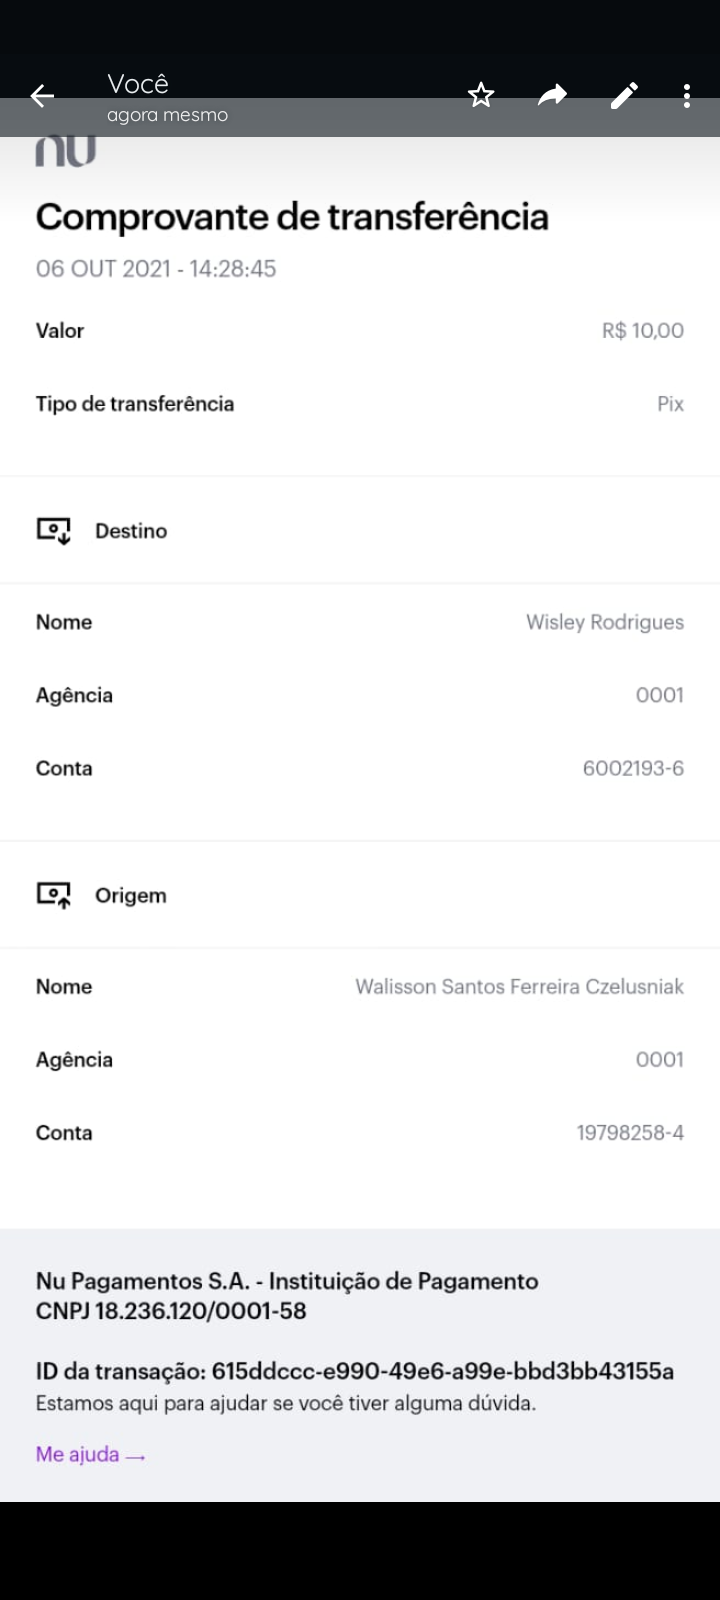 Você
agora mesmo
nu
Comprovante de transferência
06 OUT 2021 - 14:28:45
Valor R$ 10,00
Tipo de transferência Pix
Destino
Nome Wisley Rodrigues
Agência 0001
Conta 6002193-6
Origem
Nome Walisson Santos Ferreira Czelusniak
Agência 0001
Conta 19798258-4
Nu Pagamentos S.A. - Instituição de Pagamento
CNPJ 18.236.120/0001-58
ID da transação: 615ddccc-e990-49e6-a99e-bbd3bb43155a
Estamos aqui para ajudar se você tiver alguma dúvida.
Me ajuda →